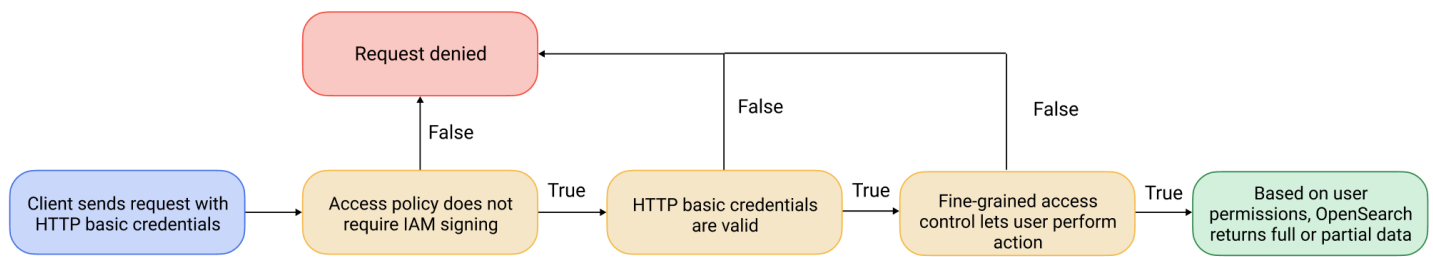 Request denied
False
False
False
Client sends request with
HTTP basic credentials
Access policy does not
require IAM signing
True
HTTP basic credentials
are valid
True
Fine-grained access
control lets user perform
action
True
Based on user
permissions, OpenSearch
returns full or partial data